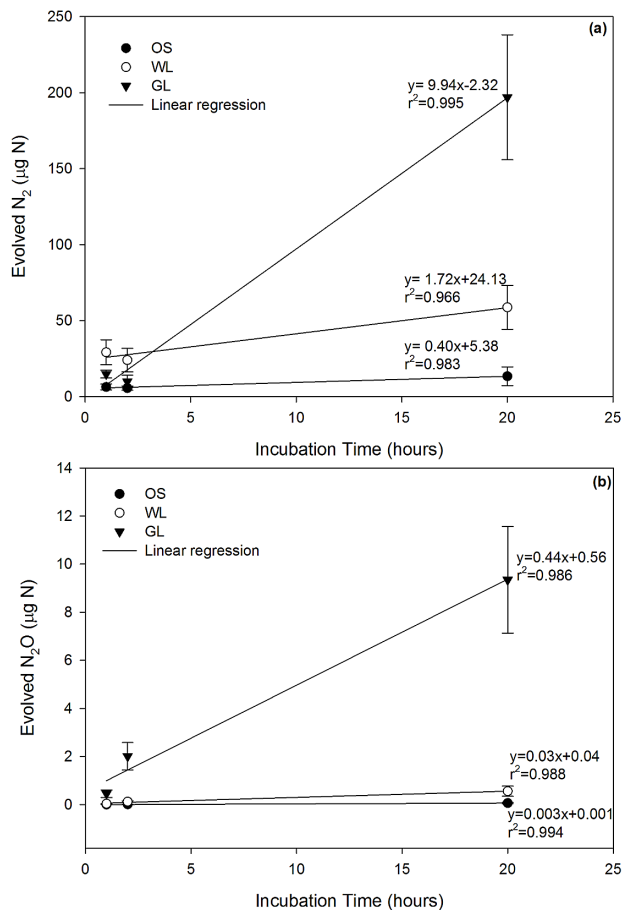 (a)
250
200
150
100
50
0
Evolved N₂ (µg N)
OS
WL
GL
Linear regression
y= 9.94x-2.32
r²=0.995
y= 1.72x+24.13
r²=0.966
y= 0.40x+5.38
r²=0.983
0 5 10 15 20 25
Incubation Time (hours)
(b)
14
12
10
8
6
4
2
0
Evolved N₂O (µg N)
OS
WL
GL
Linear regression
y=0.44x+0.56
r²=0.986
y=0.03x+0.04
r²=0.988
y=0.003x+0.001
r²=0.994
0 5 10 15 20 25
Incubation Time (hours)